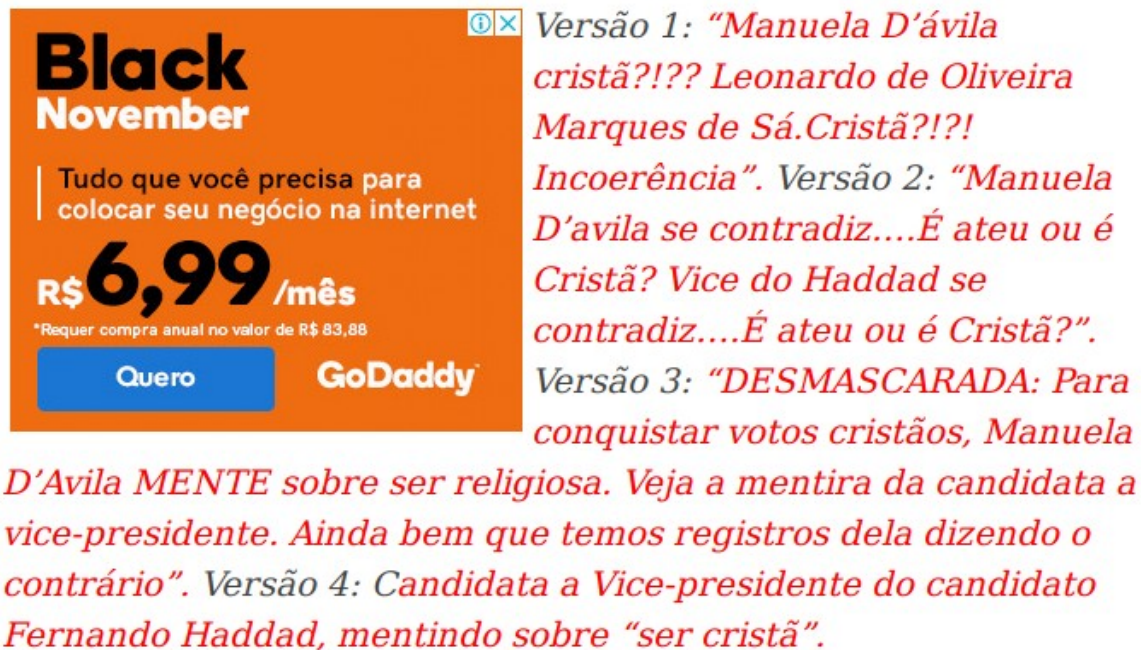 Black
November
Tudo que você precisa para
colocar seu negócio na internet
R$6,99/mês
*Requer compra anual no valor de R$ 83,88
Quero
GoDaddy
Versão 1: “Manuela D’ávila
cristã?!?? Leonardo de Oliveira
Marques de Sá.Cristã?!?!
Incoerência”. Versão 2: “Manuela
D’avila se contradiz….É ateu ou é
Cristã? Vice do Haddad se
contradiz….É ateu ou é Cristã?”.
Versão 3: “DESMASCARADA: Para
conquistar votos cristãos, Manuela
D’Avila MENTE sobre ser religiosa. Veja a mentira da candidata a
vice-presidente. Ainda bem que temos registros dela dizendo o
contrário”. Versão 4: Candidata a Vice-presidente do candidato
Fernando Haddad, mentindo sobre “ser cristã”.